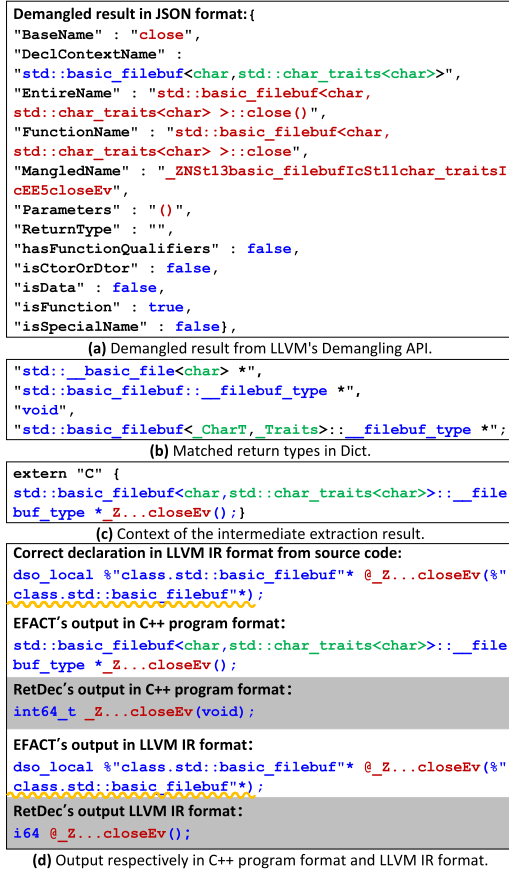 Demangled result in JSON format:{
"BaseName" : "close",
"DeclContextName" :
"std::basic_filebuf<char,std::char_traits<char>>",
"EntireName" : "std::basic_filebuf<char,
std::char_traits<char> >::close()",
"FunctionName" : "std::basic_filebuf<char,
std::char_traits<char> >::close",
"MangledName" : "_ZNSt13basic_filebufIcSt11char_traitsI
cEE5closeEv",
"Parameters" : "()",
"ReturnType" : "",
"hasFunctionQualifiers" : false,
"isCtorOrDtor" : false,
"isData" : false,
"isFunction" : true,
"isSpecialName" : false},
(a) Demangled result from LLVM's Demangling API.
"std::__basic_file<char> *",
"std::basic_filebuf::__filebuf_type *",
"void",
"std::basic_filebuf<_CharT,_Traits>::__filebuf_type *";
(b) Matched return types in Dict.
extern "C" {
std::basic_filebuf<char,std::char_traits<char>>::__file
buf_type *_Z...closeEv();}
(c) Context of the intermediate extraction result.
Correct declaration in LLVM IR format from source code:
dso_local %"class.std::basic_filebuf"* @_Z...closeEv(%"
class.std::basic_filebuf"*);
EFACT's output in C++ program format:
std::basic_filebuf<char,std::char_traits<char>>::__file
buf_type *_Z...closeEv();
RetDec's output in C++ program format:
int64_t _Z...closeEv(void);
EFACT's output in LLVM IR format:
dso_local %"class.std::basic_filebuf"* @_Z...closeEv(%"
class.std::basic_filebuf"*);
RetDec's output LLVM IR format:
i64 @_Z...closeEv();
(d) Output respectively in C++ program format and LLVM IR format.